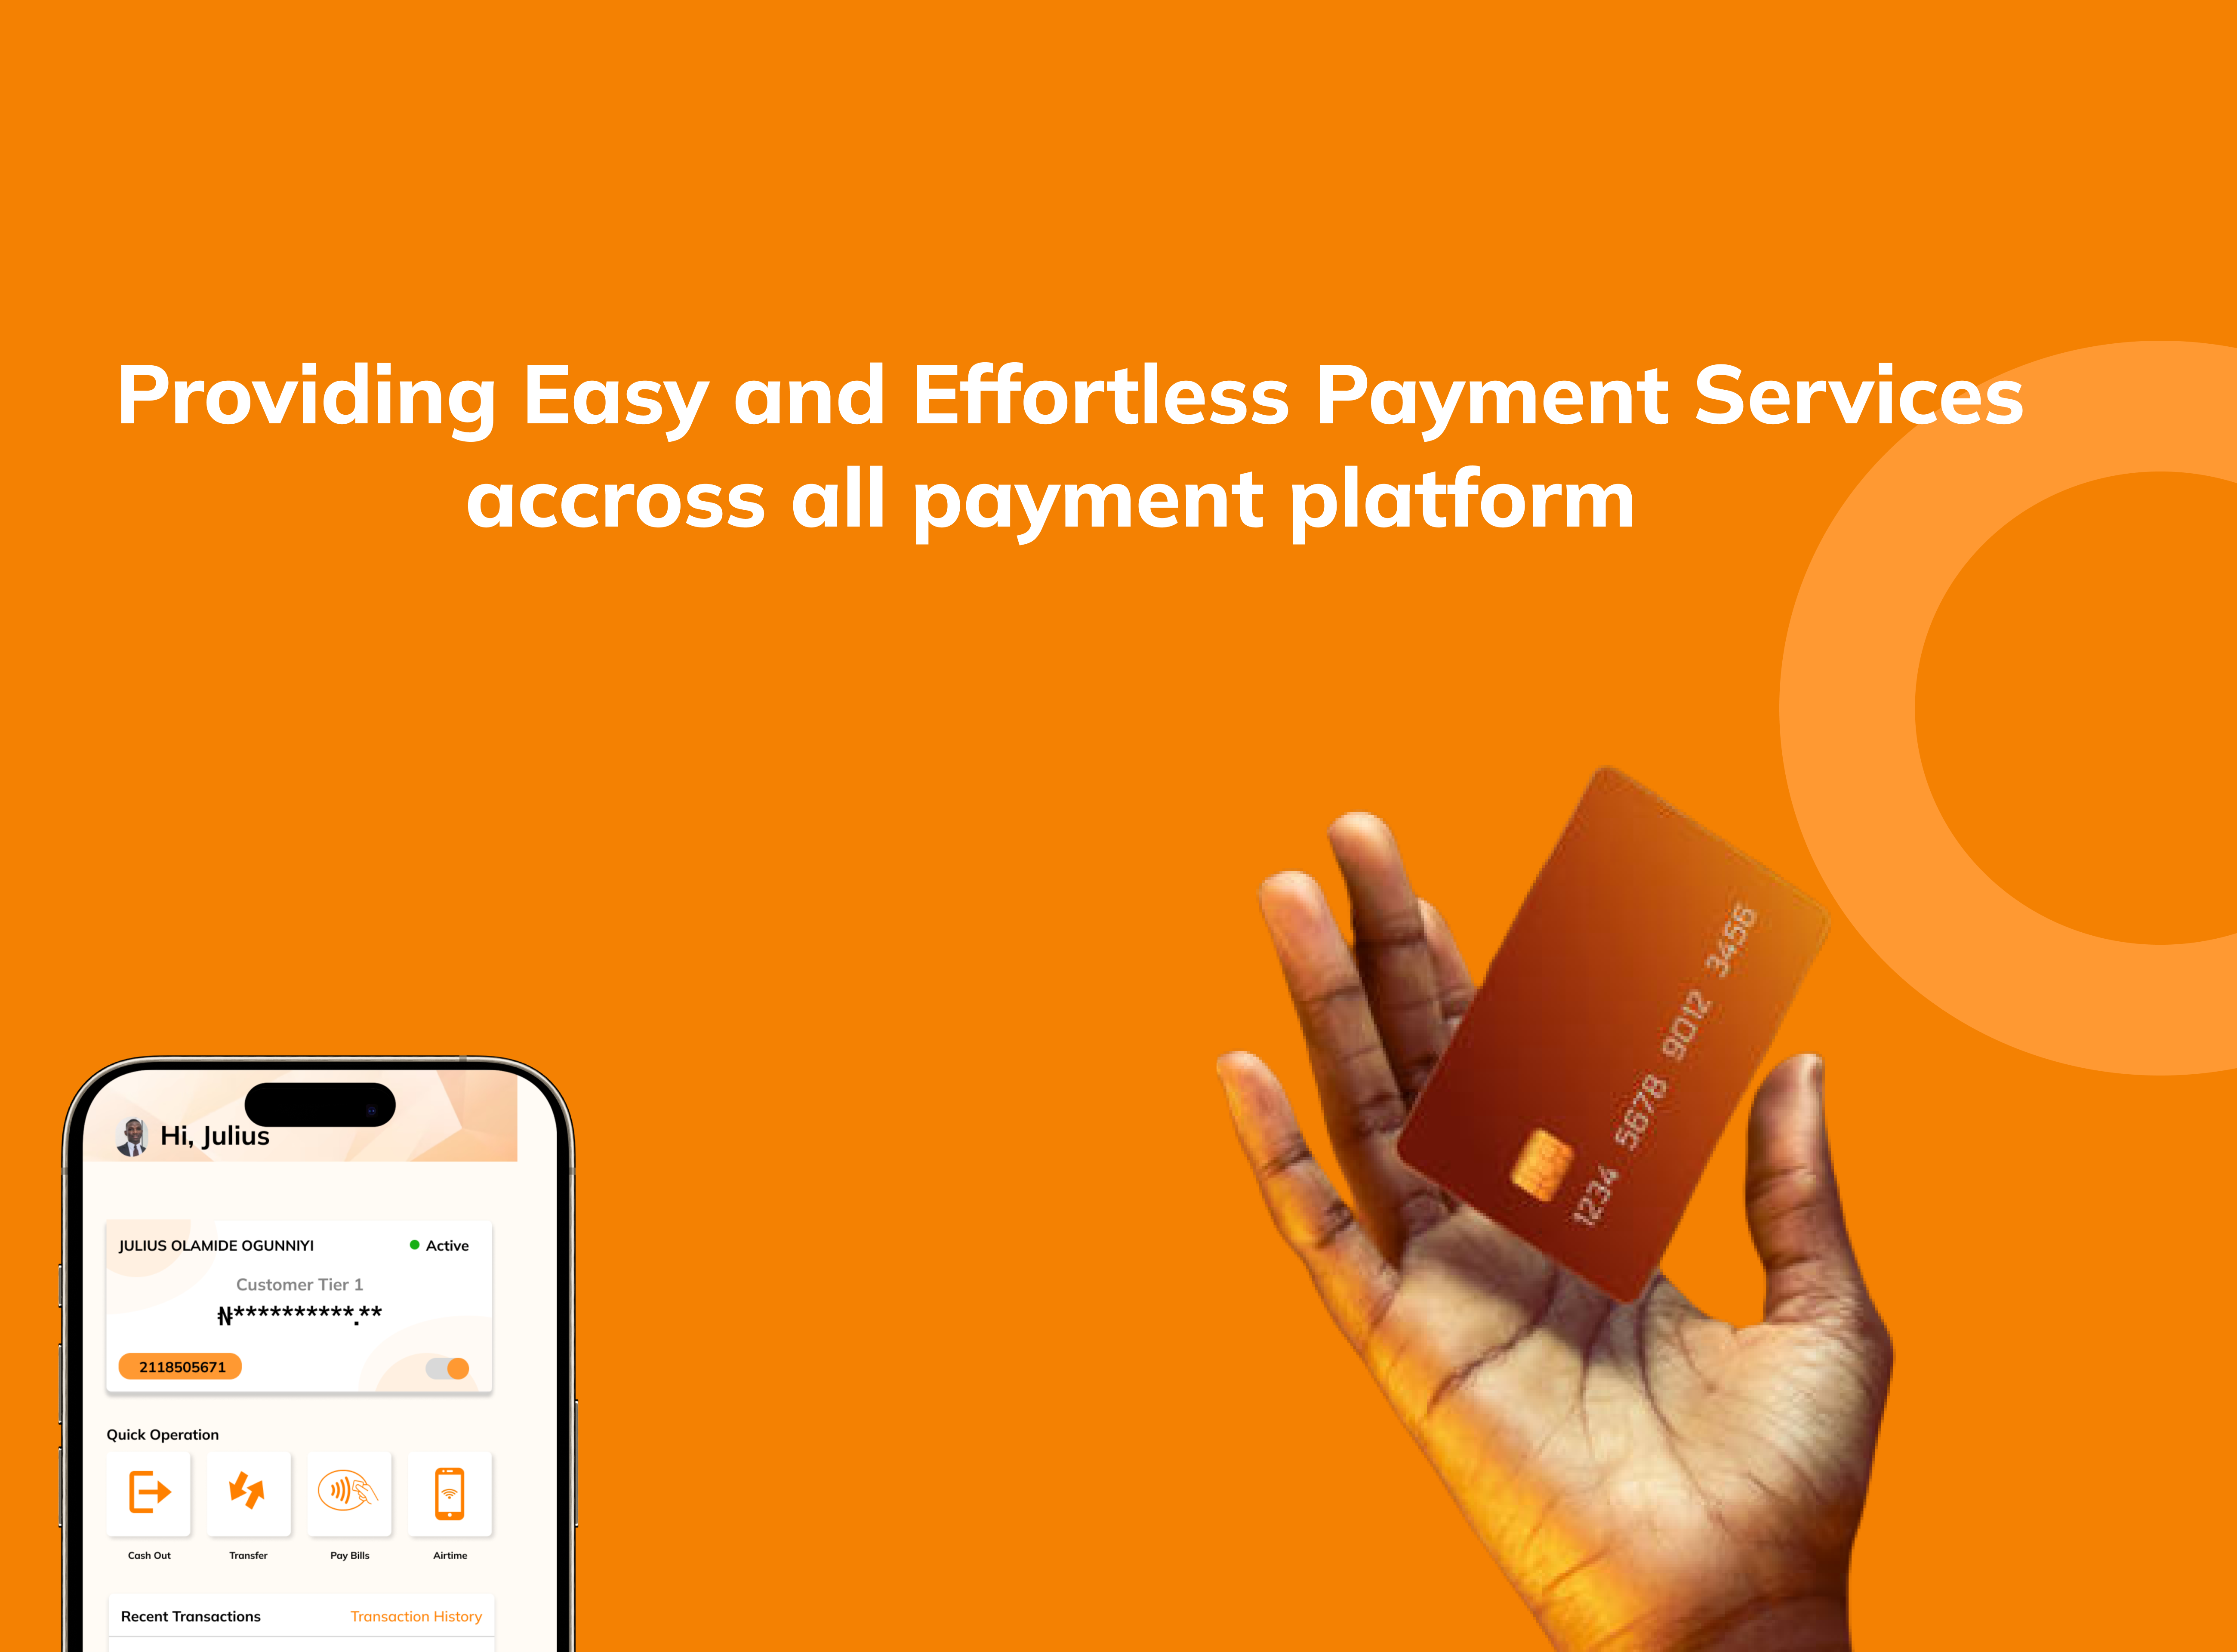 Providing Easy and Effortless Payment Services
accross all payment platform
1234 5678 9012 3456
Hi, Julius
JULIUS OLAMIDE OGUNNIYI
Active
Customer Tier 1
₦**********.**
2118505671
Quick Operation
Cash Out
Transfer
Pay Bills
Airtime
Recent Transactions
Transaction History